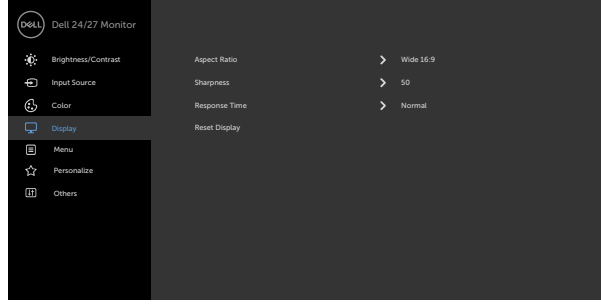 DELL Dell 24/27 Monitor
Brightness/Contrast Aspect Ratio Wide 16:9
Input Source Sharpness 50
Color Response Time Normal
Display Reset Display
Menu
Personalize
Others